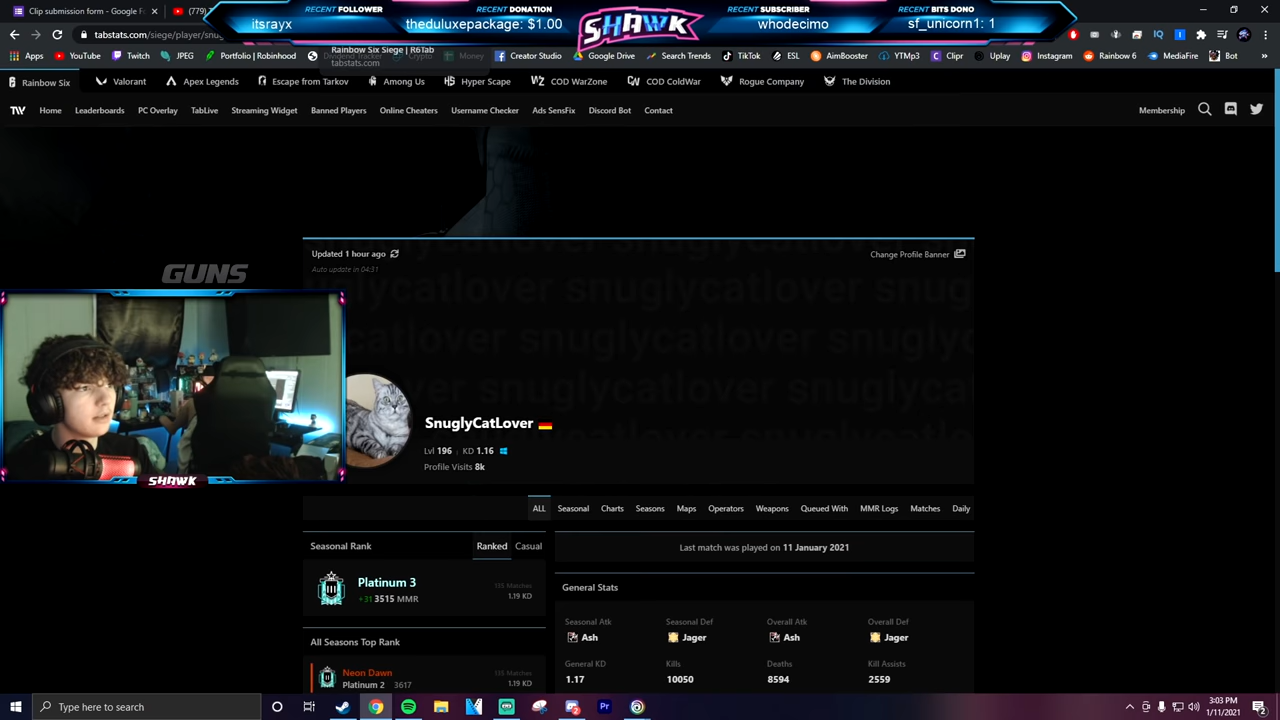 Clip submission form - Google F
(779)
RECENT FOLLOWER
itsrayx
RECENT DONATION
theduluxepackage: $1.00
SHAWK
RECENT SUBSCRIBER
whodecimo
RECENT BITS DONO
sf_unicorn1: 1
tabstats.com/siege/player/snug
Rainbow Six Siege | R6Tab
tabstats.com
Apps
YouTube
Twitch
JPEG
Portfolio | Robinhood
Dividend Tracker
Crypto
Money
Creator Studio
Google Drive
Search Trends
TikTok
ESL
AimBooster
YTMp3
Clipr
Uplay
Instagram
Rainbow 6
MediaFire
Rainbow Six
Valorant
Apex Legends
Escape from Tarkov
Among Us
Hyper Scape
COD WarZone
COD ColdWar
Rogue Company
The Division
Home
Leaderboards
PC Overlay
TabLive
Streaming Widget
Banned Players
Online Cheaters
Username Checker
Ads SensFix
Discord Bot
Contact
Membership
Updated 1 hour ago
Auto update in 04:31
Change Profile Banner
GUNS
SHAWK
SnuglyCatLover
Lvl 196 KD 1.16
Profile Visits 8k
ALL
Seasonal
Charts
Seasons
Maps
Operators
Weapons
Queued With
MMR Logs
Matches
Daily
Seasonal Rank
Ranked
Casual
Last match was played on 11 January 2021
Platinum 3
+31 3515 MMR
135 Matches
1.19 KD
General Stats
Seasonal Atk
Ash
Seasonal Def
Jager
Overall Atk
Ash
Overall Def
Jager
General KD
1.17
Kills
10050
Deaths
8594
Kill Assists
2559
All Seasons Top Rank
Neon Dawn
Platinum 2 3617
135 Matches
1.19 KD
Type here to search
3:03 PM
1/11/2021